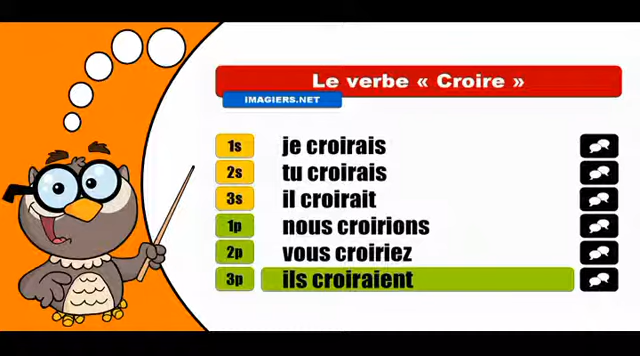 Le verbe « Croire »
IMAGIERS.NET
1s je croirais
2s tu croirais
3s il croirait
1p nous croirions
2p vous croiriez
3p ils croiraient